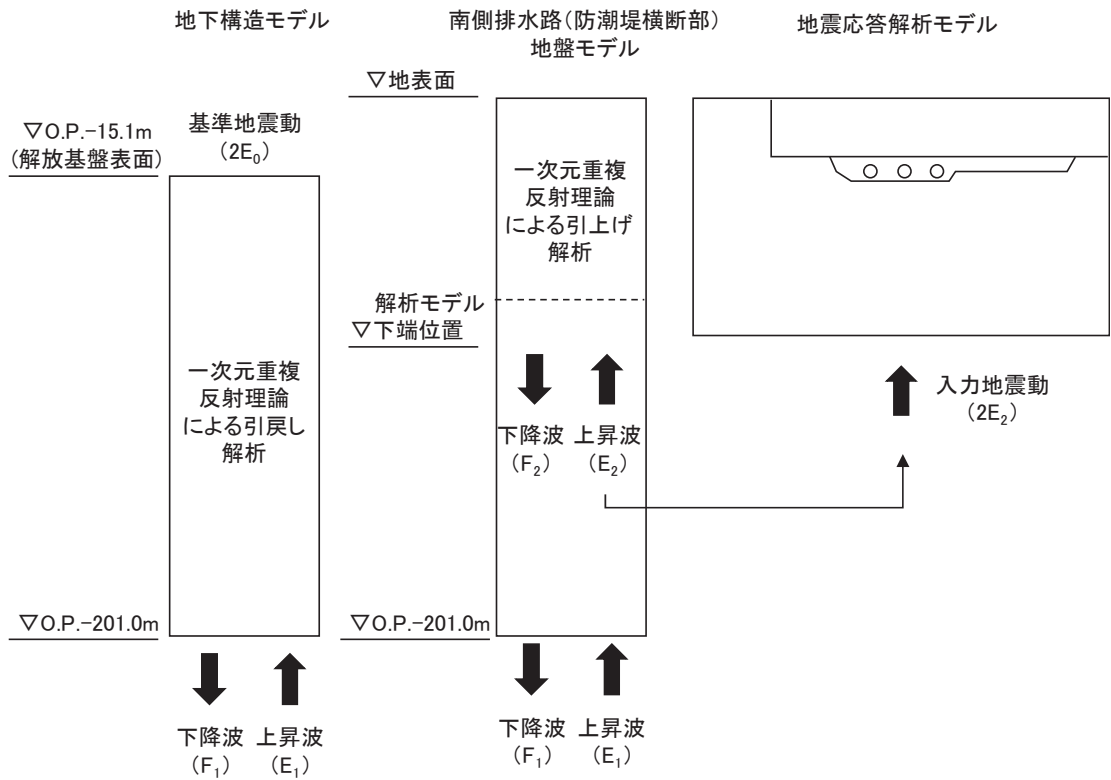 地下構造モデル
▽O.P.-15.1m
(解放基盤表面)
基準地震動
(2E₀)
一次元重複
反射理論
による引戻し
解析
▽O.P.-201.0m
下降波
(F₁)
上昇波
(E₁)
南側排水路(防潮堤横断部)
地盤モデル
▽地表面
一次元重複
反射理論
による引上げ
解析
解析モデル
▽下端位置
下降波
(F₂)
上昇波
(E₂)
▽O.P.-201.0m
下降波
(F₁)
上昇波
(E₁)
地震応答解析モデル
入力地震動
(2E₂)